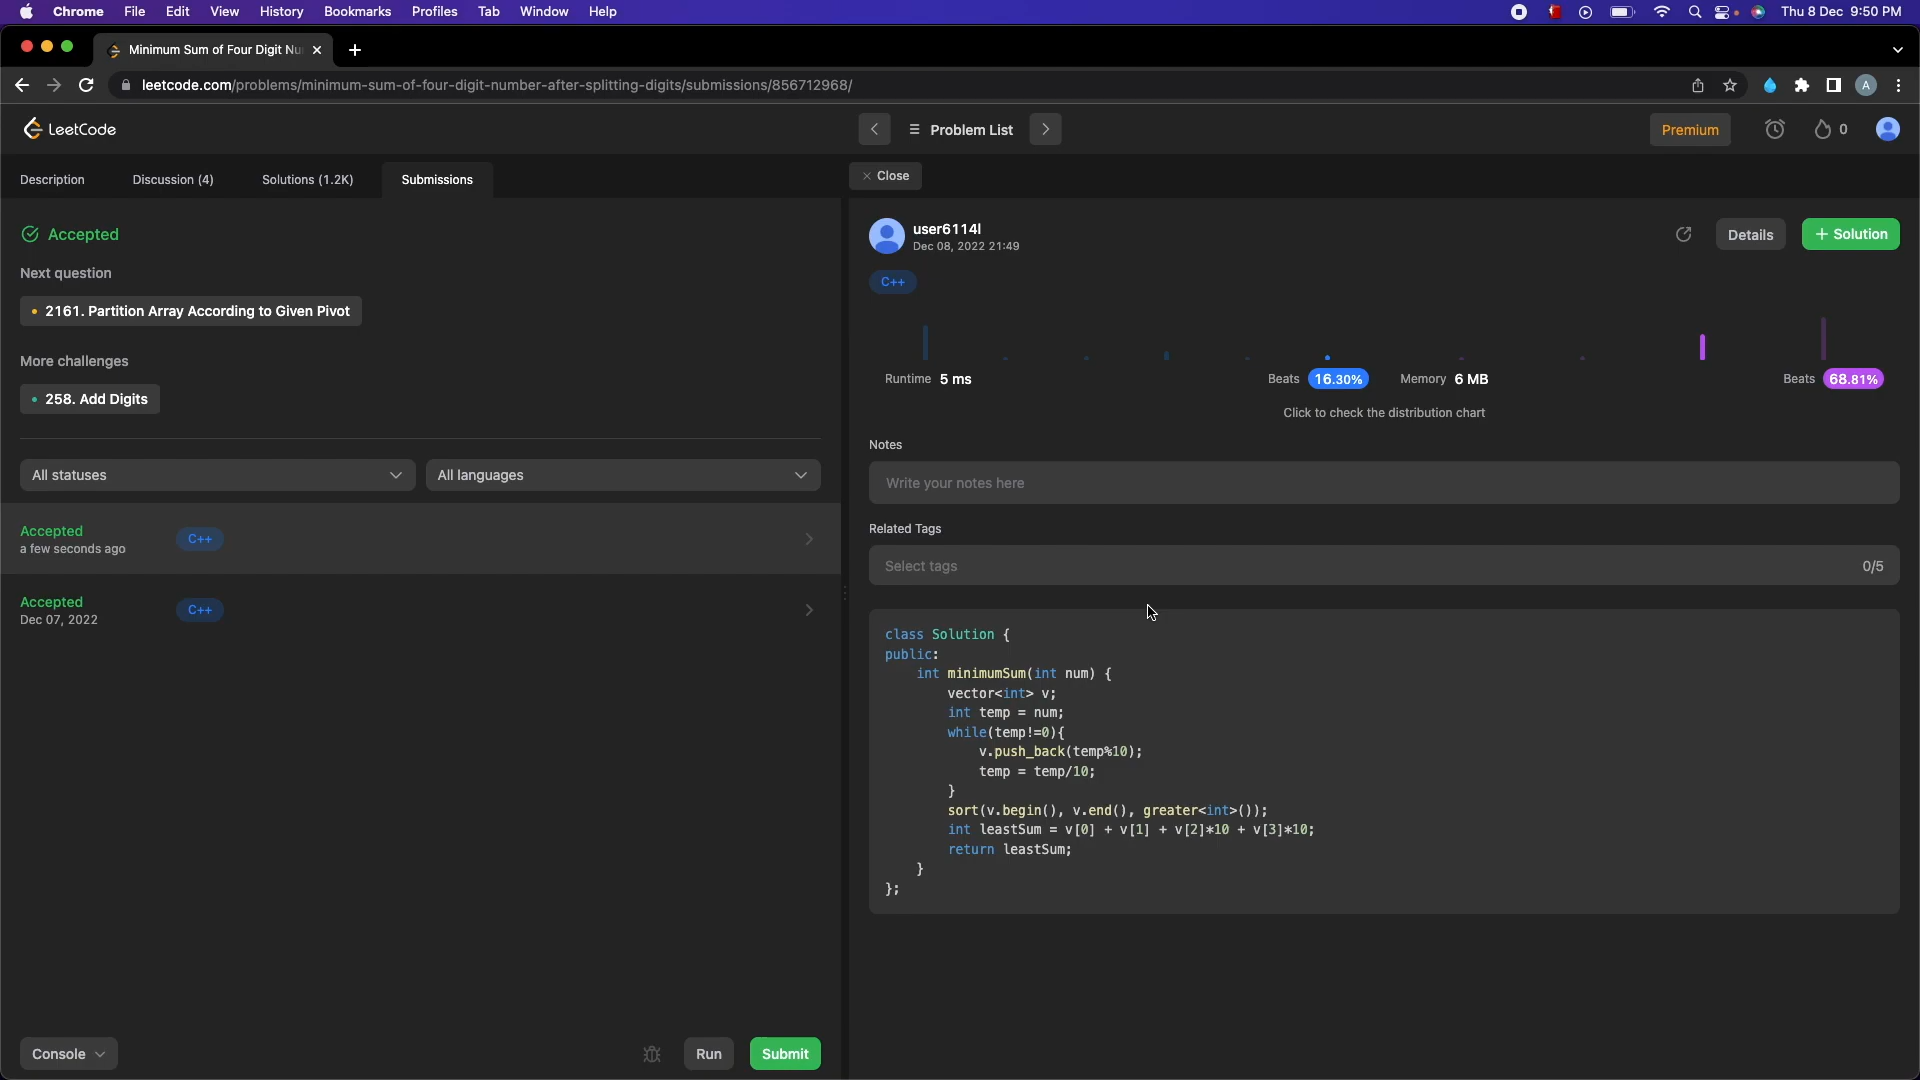 Chrome File Edit View History Bookmarks Profiles Tab Window Help Thu 8 Dec 9:50 PM
Minimum Sum of Four Digit Nu
leetcode.com/problems/minimum-sum-of-four-digit-number-after-splitting-digits/submissions/856712968/ A
LeetCode Problem List Premium 0
Description Discussion (4) Solutions (1.2K) Submissions
Close
Accepted
Next question
2161. Partition Array According to Given Pivot
More challenges
258. Add Digits
All statuses All languages
Accepted C++
a few seconds ago
Accepted C++
Dec 07, 2022
Console Run Submit
user6114l Details + Solution
Dec 08, 2022 21:49
C++
Runtime 5 ms Beats 16.30% Memory 6 MB Beats 68.81%
Click to check the distribution chart
Notes
Write your notes here
Related Tags
Select tags 0/5
class Solution {
public:
    int minimumSum(int num) {
        vector<int> v;
        int temp = num;
        while(temp!=0){
            v.push_back(temp%10);
            temp = temp/10;
        }
        sort(v.begin(), v.end(), greater<int>());
        int leastSum = v[0] + v[1] + v[2]*10 + v[3]*10;
        return leastSum;
    }
};